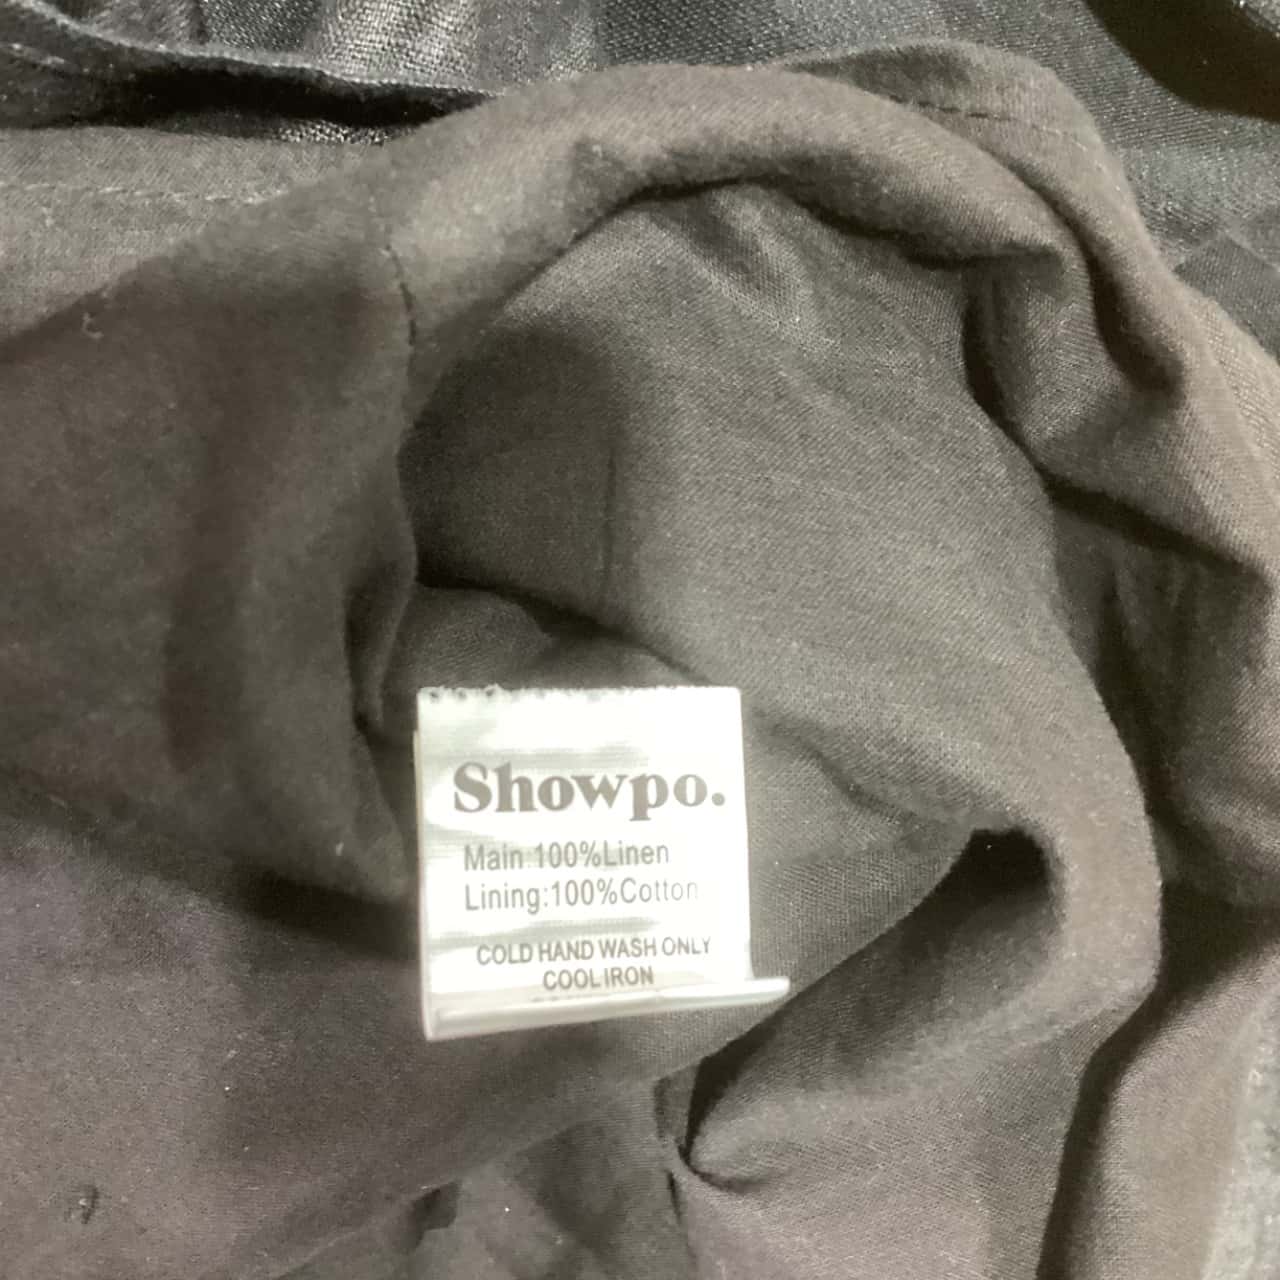 Showpo.
Main:100%Linen
Lining:100%Cotton
COLD HAND WASH ONLY
COOL IRON